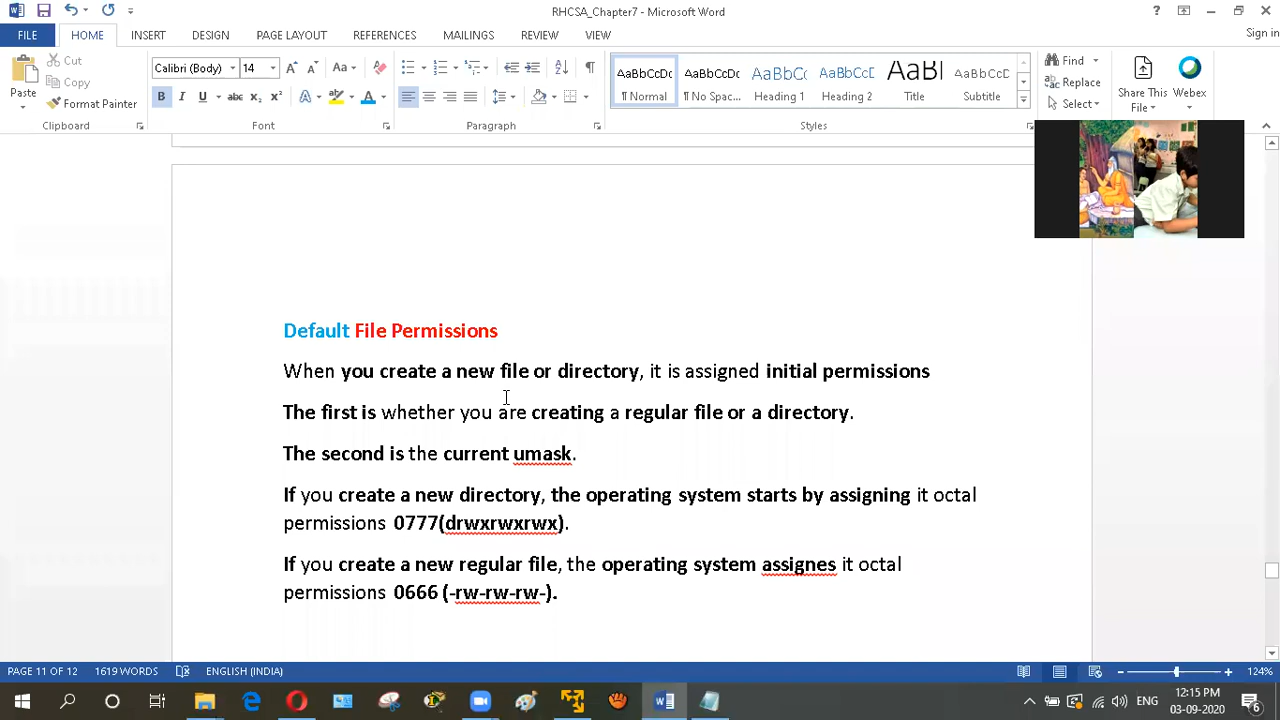 RHCSA_Chapter7 - Microsoft Word
Sign in
FILE HOME INSERT DESIGN PAGE LAYOUT REFERENCES MAILINGS REVIEW VIEW
Paste
Cut
Copy
Format Painter
Clipboard
Calibri (Body) 14
Font
Paragraph
AaBbCcDc AaBbCcDc AaBbCc AaBbCcC AaBl AaBbCcD
¶ Normal ¶ No Spac... Heading 1 Heading 2 Title Subtitle
Styles
Find
Replace
Select
Share This File
Webex
Default File Permissions
When you create a new file or directory, it is assigned initial permissions
The first is whether you are creating a regular file or a directory.
The second is the current umask.
If you create a new directory, the operating system starts by assigning it octal
permissions 0777(drwxrwxrwx).
If you create a new regular file, the operating system assignes it octal
permissions 0666 (-rw-rw-rw-).
PAGE 11 OF 12 1619 WORDS ENGLISH (INDIA) 124%
ENG
12:15 PM
03-09-2020
6